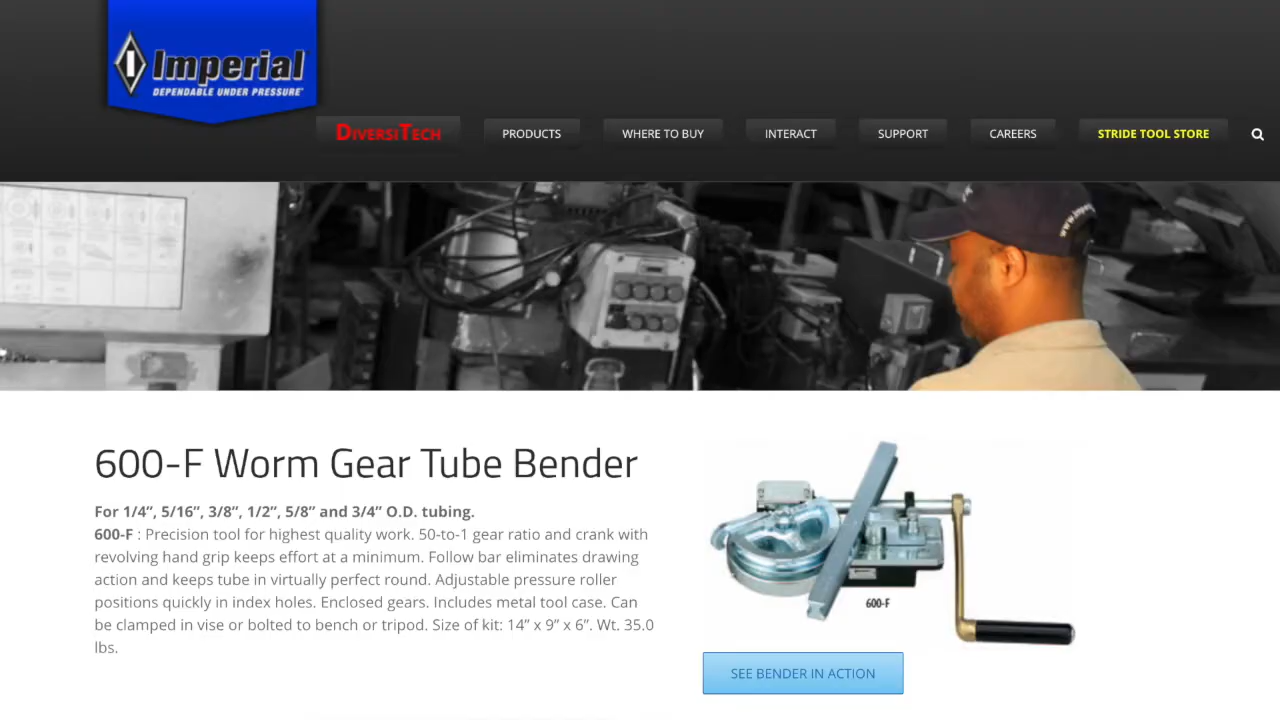 Imperial
DEPENDABLE UNDER PRESSURE
DIVERSITECH
PRODUCTS
WHERE TO BUY
INTERACT
SUPPORT
CAREERS
STRIDE TOOL STORE
600-F Worm Gear Tube Bender
For 1/4”, 5/16”, 3/8”, 1/2”, 5/8” and 3/4” O.D. tubing.
600-F : Precision tool for highest quality work. 50-to-1 gear ratio and crank with
revolving hand grip keeps effort at a minimum. Follow bar eliminates drawing
action and keeps tube in virtually perfect round. Adjustable pressure roller
positions quickly in index holes. Enclosed gears. Includes metal tool case. Can
be clamped in vise or bolted to bench or tripod. Size of kit: 14” x 9” x 6”. Wt. 35.0
lbs.
600-F
SEE BENDER IN ACTION